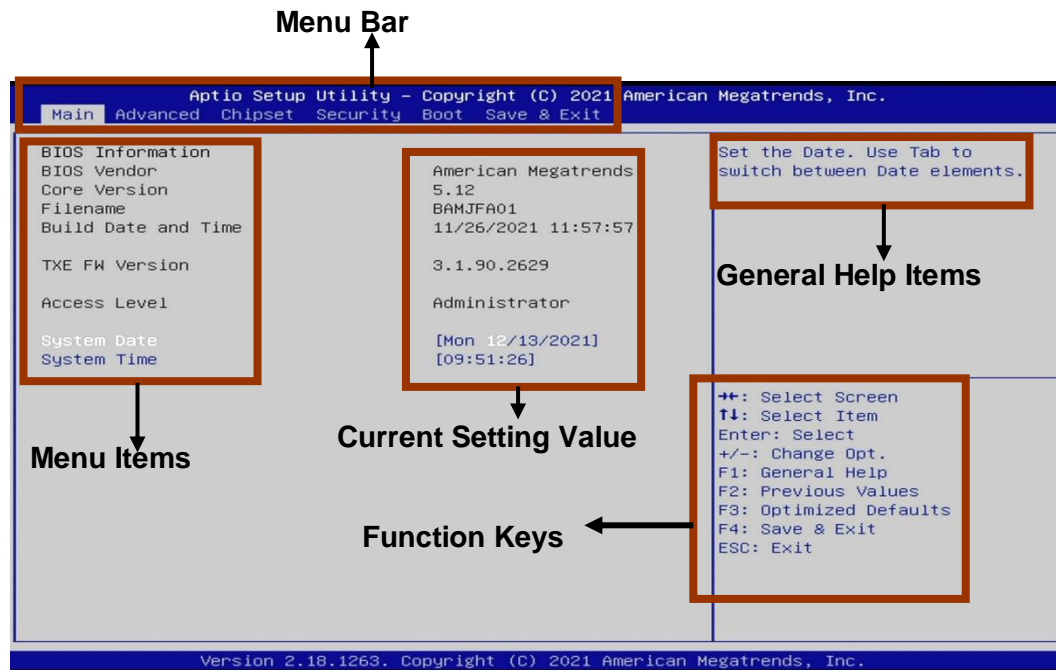 Menu Bar
Aptio Setup Utility – Copyright (C) 2021 American Megatrends, Inc.
Main Advanced Chipset Security Boot Save & Exit
BIOS Information
BIOS Vendor American Megatrends
Core Version 5.12
Filename BAMJFA01
Build Date and Time 11/26/2021 11:57:57
TXE FW Version 3.1.90.2629
Access Level Administrator
System Date [Mon 12/13/2021]
System Time [09:51:26]
Set the Date. Use Tab to
switch between Date elements.
General Help Items
Menu Items
Current Setting Value
Function Keys
→←: Select Screen
↑↓: Select Item
Enter: Select
+/-: Change Opt.
F1: General Help
F2: Previous Values
F3: Optimized Defaults
F4: Save & Exit
ESC: Exit
Version 2.18.1263. Copyright (C) 2021 American Megatrends, Inc.